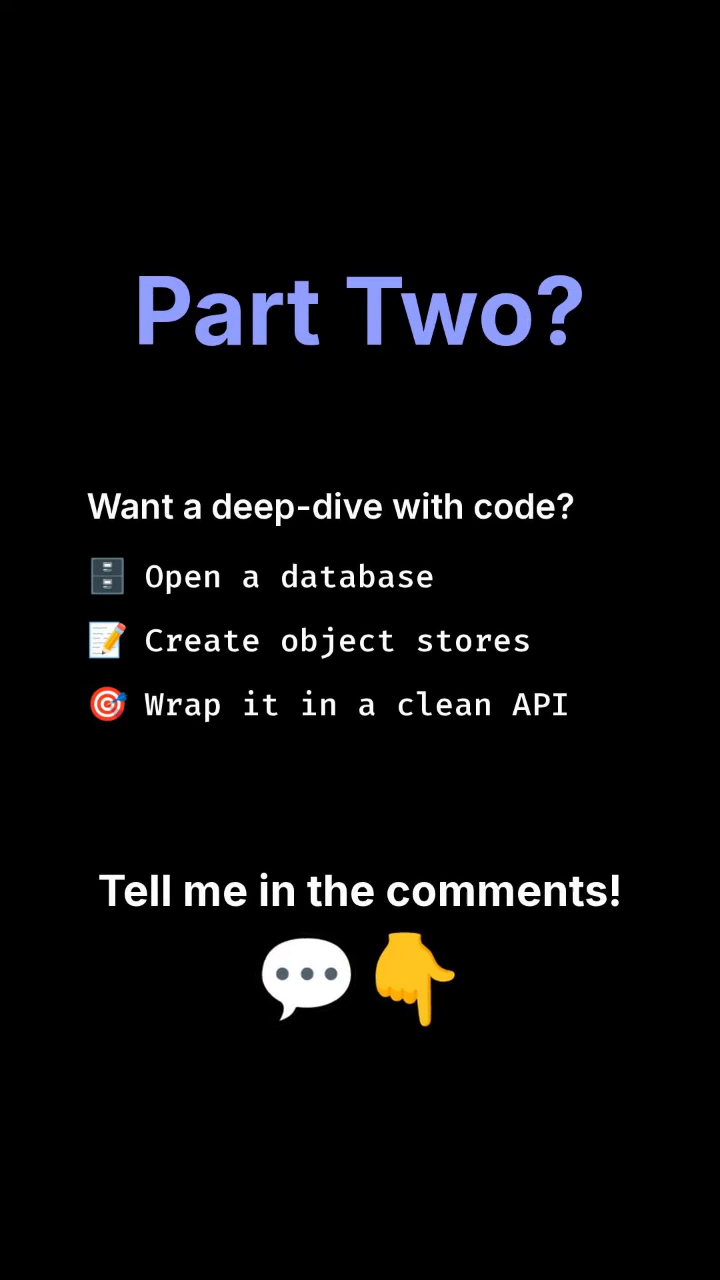 Part Two?
Want a deep-dive with code?
🗄️ Open a database
📝 Create object stores
🎯 Wrap it in a clean API
Tell me in the comments!
💬👇